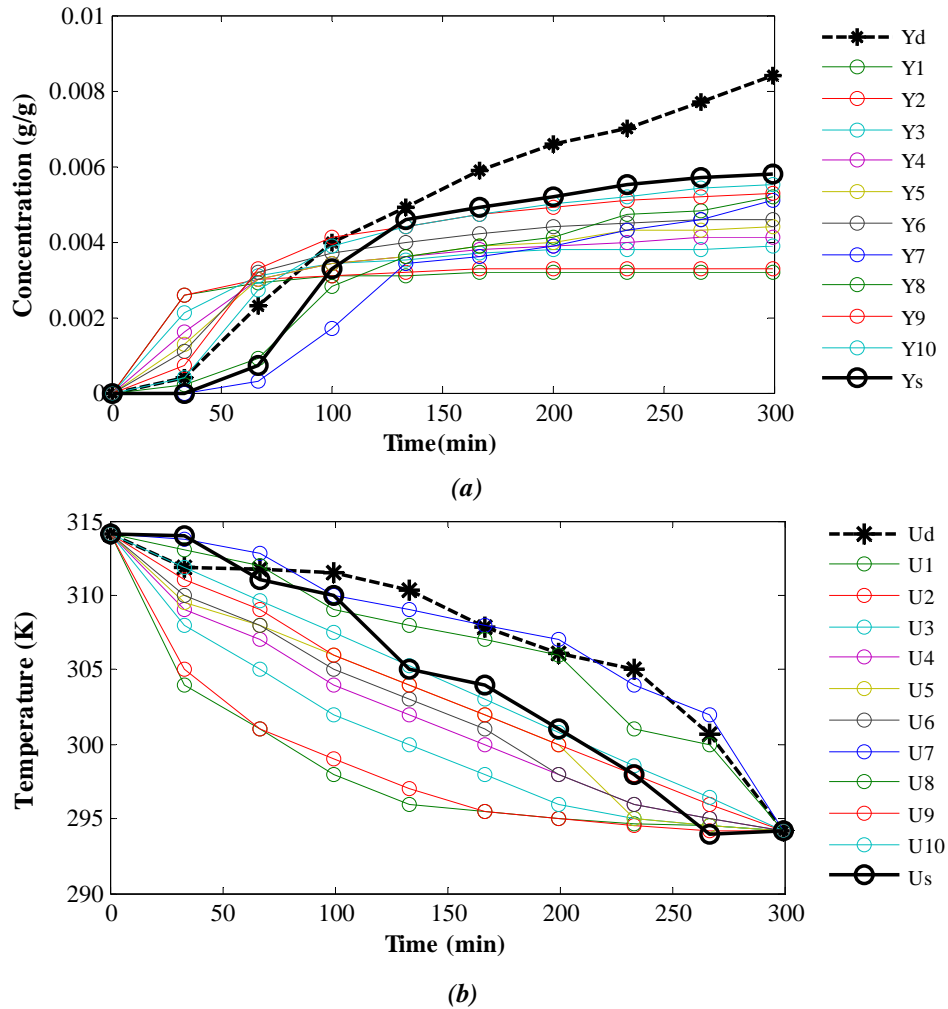 0.01
0.008
0.006
0.004
0.002
0
Concentration (g/g)
0 50 100 150 200 250 300
Time(min)
Yd
Y1
Y2
Y3
Y4
Y5
Y6
Y7
Y8
Y9
Y10
Ys
(a)
315
310
305
300
295
290
Temperature (K)
0 50 100 150 200 250 300
Time (min)
Ud
U1
U2
U3
U4
U5
U6
U7
U8
U9
U10
Us
(b)